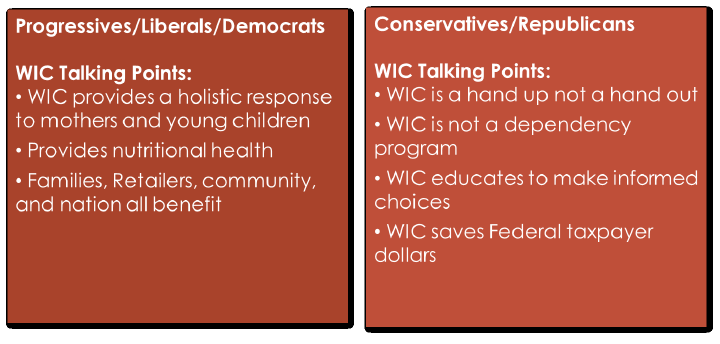 Progressives/Liberals/Democrats
WIC Talking Points:
• WIC provides a holistic response
to mothers and young children
• Provides nutritional health
• Families, Retailers, community,
and nation all benefit
Conservatives/Republicans
WIC Talking Points:
• WIC is a hand up not a hand out
• WIC is not a dependency
program
• WIC educates to make informed
choices
• WIC saves Federal taxpayer
dollars